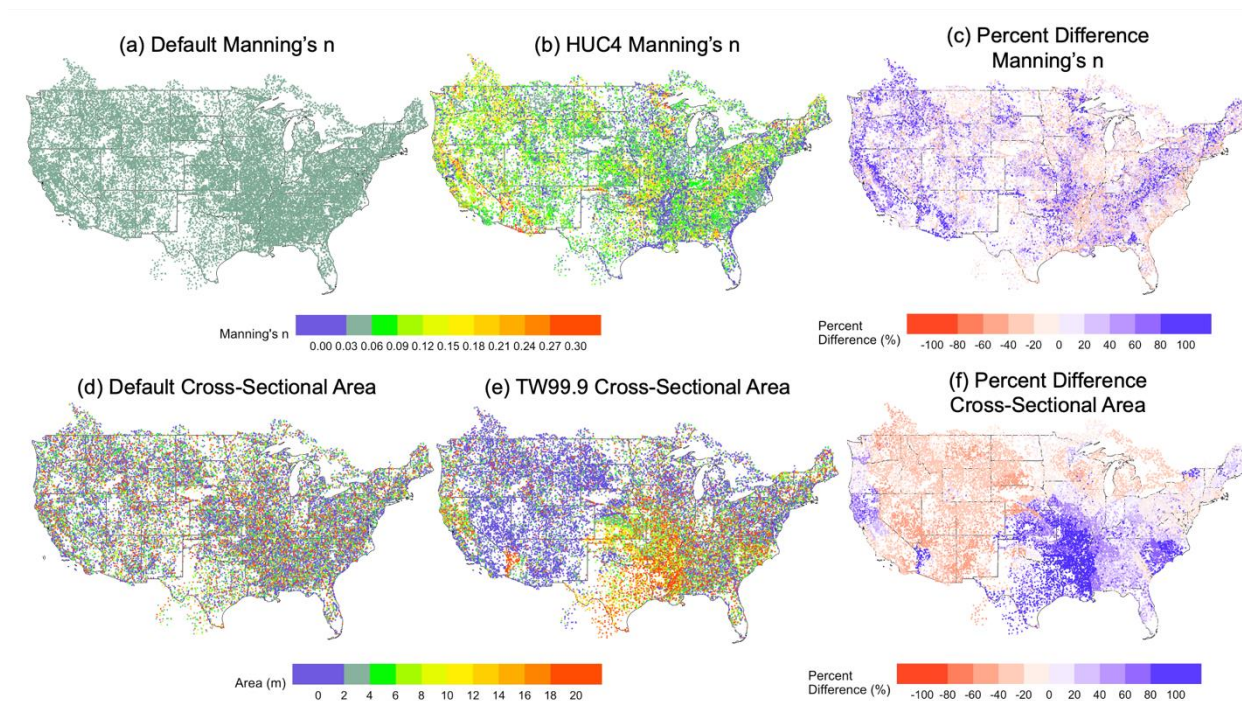 (a) Default Manning's n
(b) HUC4 Manning's n
(c) Percent Difference
Manning's n
Manning's n
0.00 0.03 0.06 0.09 0.12 0.15 0.18 0.21 0.24 0.27 0.30
Percent
Difference (%)
-100 -80 -60 -40 -20 0 20 40 60 80 100
(d) Default Cross-Sectional Area
(e) TW99.9 Cross-Sectional Area
(f) Percent Difference
Cross-Sectional Area
Area (m)
0 2 4 6 8 10 12 14 16 18 20
Percent
Difference (%)
-100 -80 -60 -40 -20 0 20 40 60 80 100